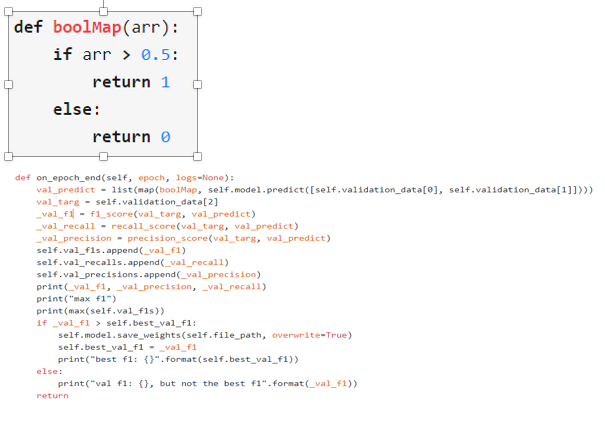 def boolMap(arr):
    if arr > 0.5:
        return 1
    else:
        return 0
def on_epoch_end(self, epoch, logs=None):
    val_predict = list(map(boolMap, self.model.predict([self.validation_data[0], self.validation_data[1]])))
    val_targ = self.validation_data[2]
    _val_f1 = f1_score(val_targ, val_predict)
    _val_recall = recall_score(val_targ, val_predict)
    _val_precision = precision_score(val_targ, val_predict)
    self.val_f1s.append(_val_f1)
    self.val_recalls.append(_val_recall)
    self.val_precisions.append(_val_precision)
    print(_val_f1, _val_precision, _val_recall)
    print("max f1")
    print(max(self.val_f1s))
    if _val_f1 > self.best_val_f1:
        self.model.save_weights(self.file_path, overwrite=True)
        self.best_val_f1 = _val_f1
        print("best f1: {}".format(self.best_val_f1))
    else:
        print("val f1: {}, but not the best f1".format(_val_f1))
    return